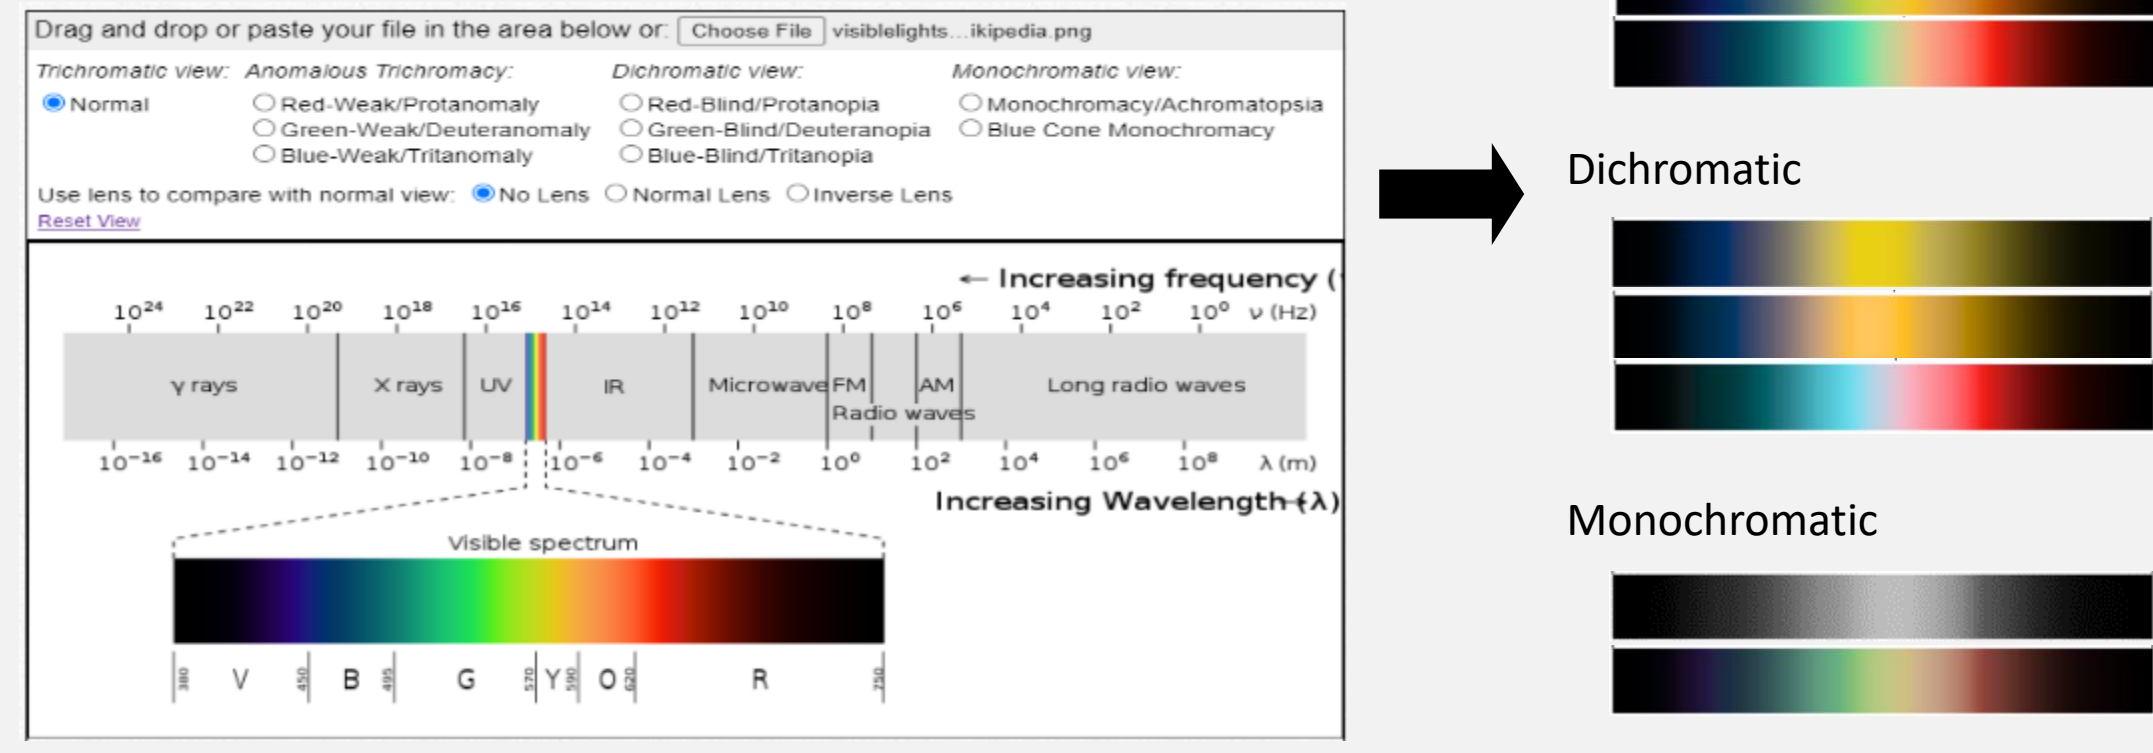 Drag and drop or paste your file in the area below or: Choose File visiblelights...ikipedia.png
Trichromatic view: Anomalous Trichromacy: Dichromatic view: Monochromatic view:
Normal Red-Weak/Protanomaly Red-Blind/Protanopia Monochromacy/Achromatopsia
Green-Weak/Deuteranomaly Green-Blind/Deuteranopia Blue Cone Monochromacy
Blue-Weak/Tritanomaly Blue-Blind/Tritanopia
Use lens to compare with normal view: No Lens Normal Lens Inverse Lens
Reset View
← Increasing frequency (
10²⁴ 10²² 10²⁰ 10¹⁸ 10¹⁶ 10¹⁴ 10¹² 10¹⁰ 10⁸ 10⁶ 10⁴ 10² 10⁰ ν (Hz)
γ rays X rays UV IR Microwave FM AM Long radio waves
Radio waves
10⁻¹⁶ 10⁻¹⁴ 10⁻¹² 10⁻¹⁰ 10⁻⁸ 10⁻⁶ 10⁻⁴ 10⁻² 10⁰ 10² 10⁴ 10⁶ 10⁸ λ (m)
Increasing Wavelength (λ)
Visible spectrum
380 V 450 B 495 G 570 Y 590 O 620 R 750
Dichromatic
Monochromatic